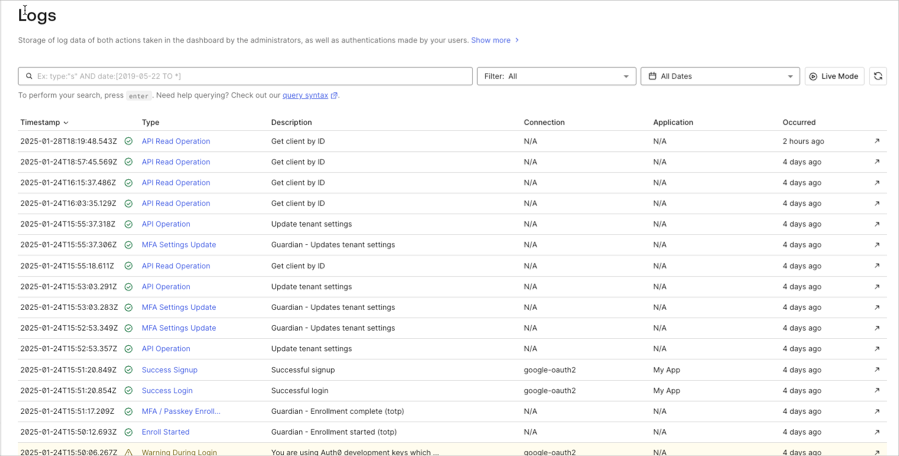 Logs
Storage of log data of both actions taken in the dashboard by the administrators, as well as authentications made by your users. Show more
Ex: type:"s" AND date:[2019-05-22 TO *] Filter: All All Dates Live Mode
To perform your search, press enter. Need help querying? Check out our query syntax.
Timestamp Type Description Connection Application Occurred
2025-01-28T18:19:48.543Z API Read Operation Get client by ID N/A N/A 2 hours ago
2025-01-24T18:57:45.569Z API Read Operation Get client by ID N/A N/A 4 days ago
2025-01-24T16:15:37.486Z API Read Operation Get client by ID N/A N/A 4 days ago
2025-01-24T16:03:35.129Z API Read Operation Get client by ID N/A N/A 4 days ago
2025-01-24T15:55:37.318Z API Operation Update tenant settings N/A N/A 4 days ago
2025-01-24T15:55:37.306Z MFA Settings Update Guardian - Updates tenant settings N/A N/A 4 days ago
2025-01-24T15:55:18.611Z API Read Operation Get client by ID N/A N/A 4 days ago
2025-01-24T15:53:03.291Z API Operation Update tenant settings N/A N/A 4 days ago
2025-01-24T15:53:03.283Z MFA Settings Update Guardian - Updates tenant settings N/A N/A 4 days ago
2025-01-24T15:52:53.349Z MFA Settings Update Guardian - Updates tenant settings N/A N/A 4 days ago
2025-01-24T15:52:53.357Z API Operation Update tenant settings N/A N/A 4 days ago
2025-01-24T15:51:20.849Z Success Signup Successful signup google-oauth2 My App 4 days ago
2025-01-24T15:51:20.854Z Success Login Successful login google-oauth2 My App 4 days ago
2025-01-24T15:51:17.209Z MFA / Passkey Enroll... Guardian - Enrollment complete (totp) N/A N/A 4 days ago
2025-01-24T15:50:12.693Z Enroll Started Guardian - Enrollment started (totp) N/A N/A 4 days ago
2025-01-24T15:50:06.267Z Warning During Login You are using Auth0 development keys which ... google-oauth2 N/A 4 days ago